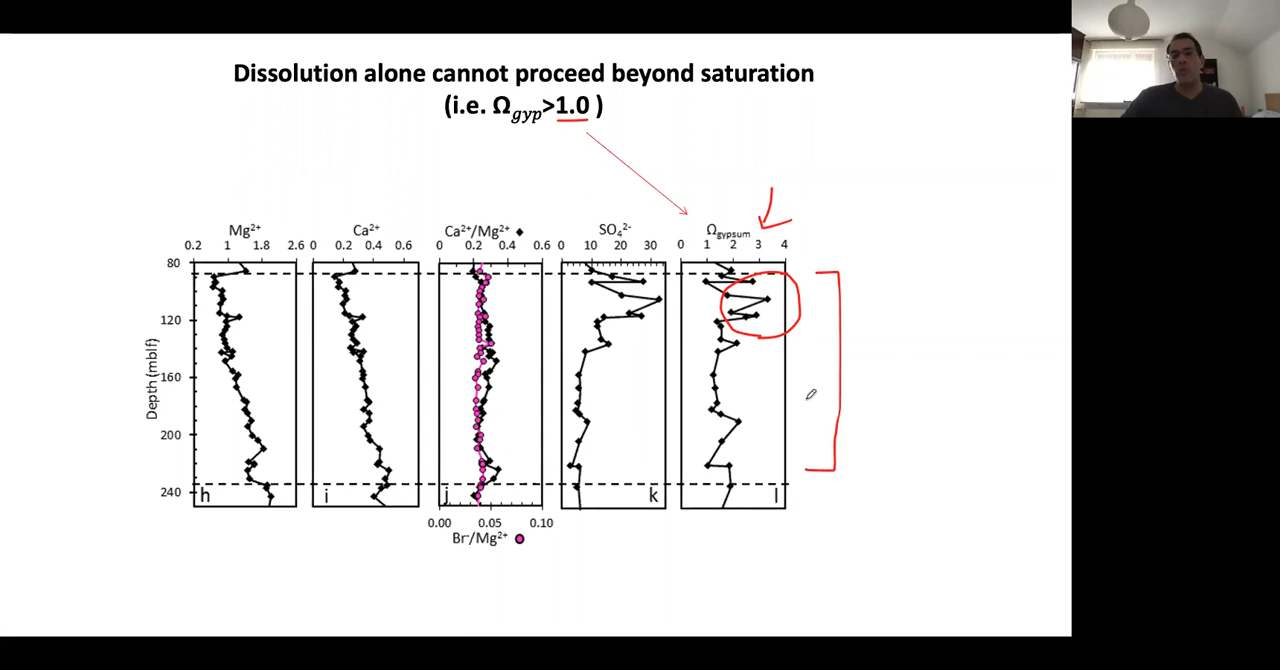 Dissolution alone cannot proceed beyond saturation
(i.e. Ωgyp>1.0 )
Mg²⁺
Ca²⁺
Ca²⁺/Mg²⁺
SO₄²⁻
Ωgypsum
0.2 1 1.8 2.6
0 0.2 0.4 0.6
0 0.2 0.4 0.6
0 10 20 30
0 1 2 3 4
80
120
160
200
240
Depth (mblf)
h
i
j
k
l
0.00 0.05 0.10
Br⁻/Mg²⁺